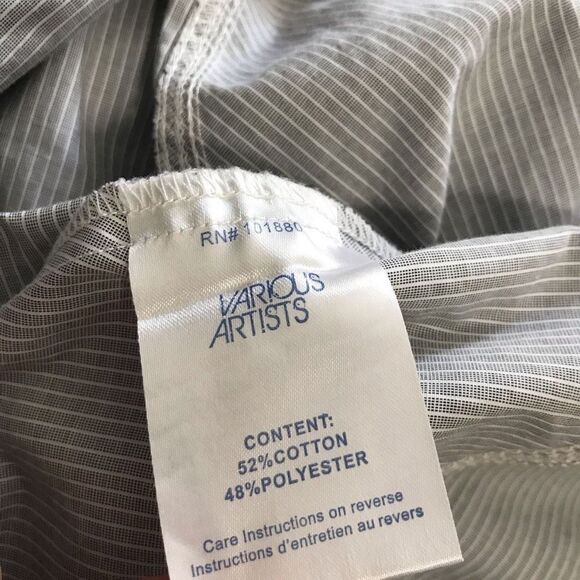 RN# 101880
VARIOUS
ARTISTS
CONTENT:
52%COTTON
48%POLYESTER
Care Instructions on reverse
Instructions d'entretien au revers